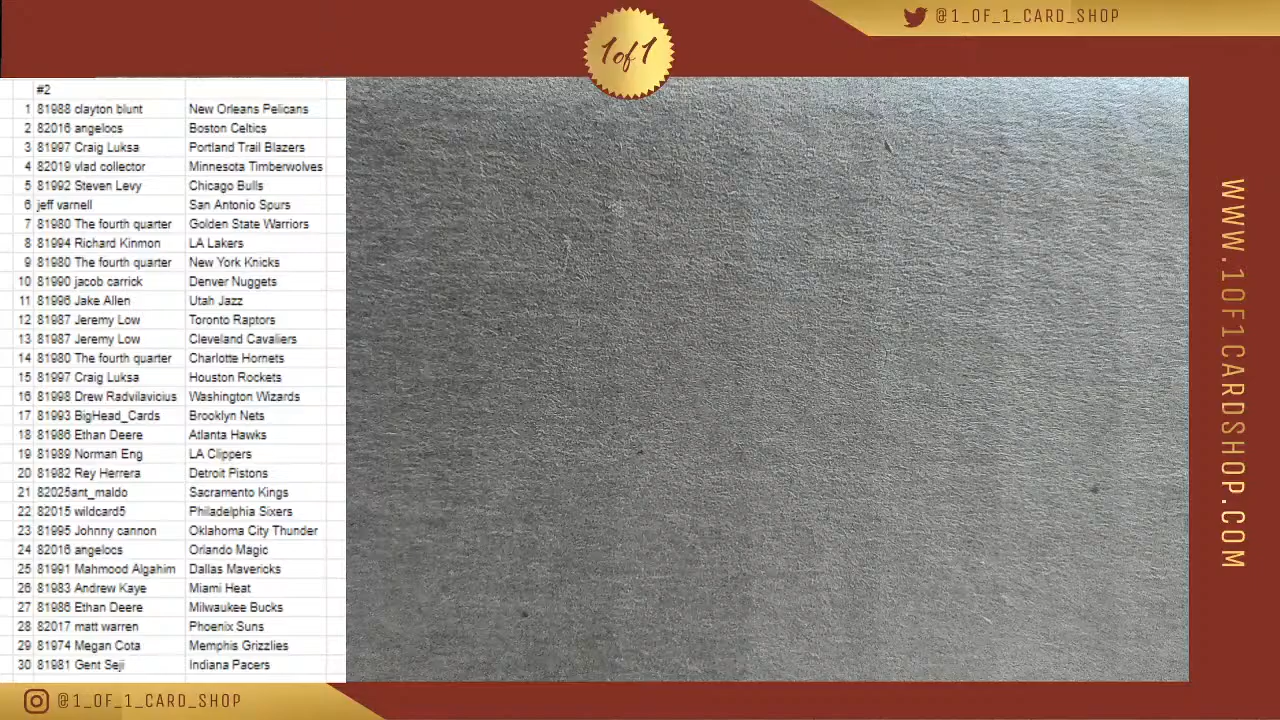 @1_OF_1_CARD_SHOP
1of1
#2
1 81988 clayton blunt New Orleans Pelicans
2 82016 angelocs Boston Celtics
3 81997 Craig Luksa Portland Trail Blazers
4 82019 vlad collector Minnesota Timberwolves
5 81992 Steven Levy Chicago Bulls
6 jeff varnell San Antonio Spurs
7 81980 The fourth quarter Golden State Warriors
8 81994 Richard Kinmon LA Lakers
9 81980 The fourth quarter New York Knicks
10 81990 jacob carrick Denver Nuggets
11 81996 Jake Allen Utah Jazz
12 81987 Jeremy Low Toronto Raptors
13 81987 Jeremy Low Cleveland Cavaliers
14 81980 The fourth quarter Charlotte Hornets
15 81997 Craig Luksa Houston Rockets
16 81998 Drew Radvilavicius Washington Wizards
17 81993 BigHead_Cards Brooklyn Nets
18 81986 Ethan Deere Atlanta Hawks
19 81989 Norman Eng LA Clippers
20 81982 Rey Herrera Detroit Pistons
21 82025ant_maldo Sacramento Kings
22 82015 wildcard5 Philadelphia Sixers
23 81995 Johnny cannon Oklahoma City Thunder
24 82016 angelocs Orlando Magic
25 81991 Mahmood Algahim Dallas Mavericks
26 81983 Andrew Kaye Miami Heat
27 81986 Ethan Deere Milwaukee Bucks
28 82017 matt warren Phoenix Suns
29 81974 Megan Cota Memphis Grizzlies
30 81981 Gent Seji Indiana Pacers
WWW.1OF1CARDSHOP.COM
@1_OF_1_CARD_SHOP